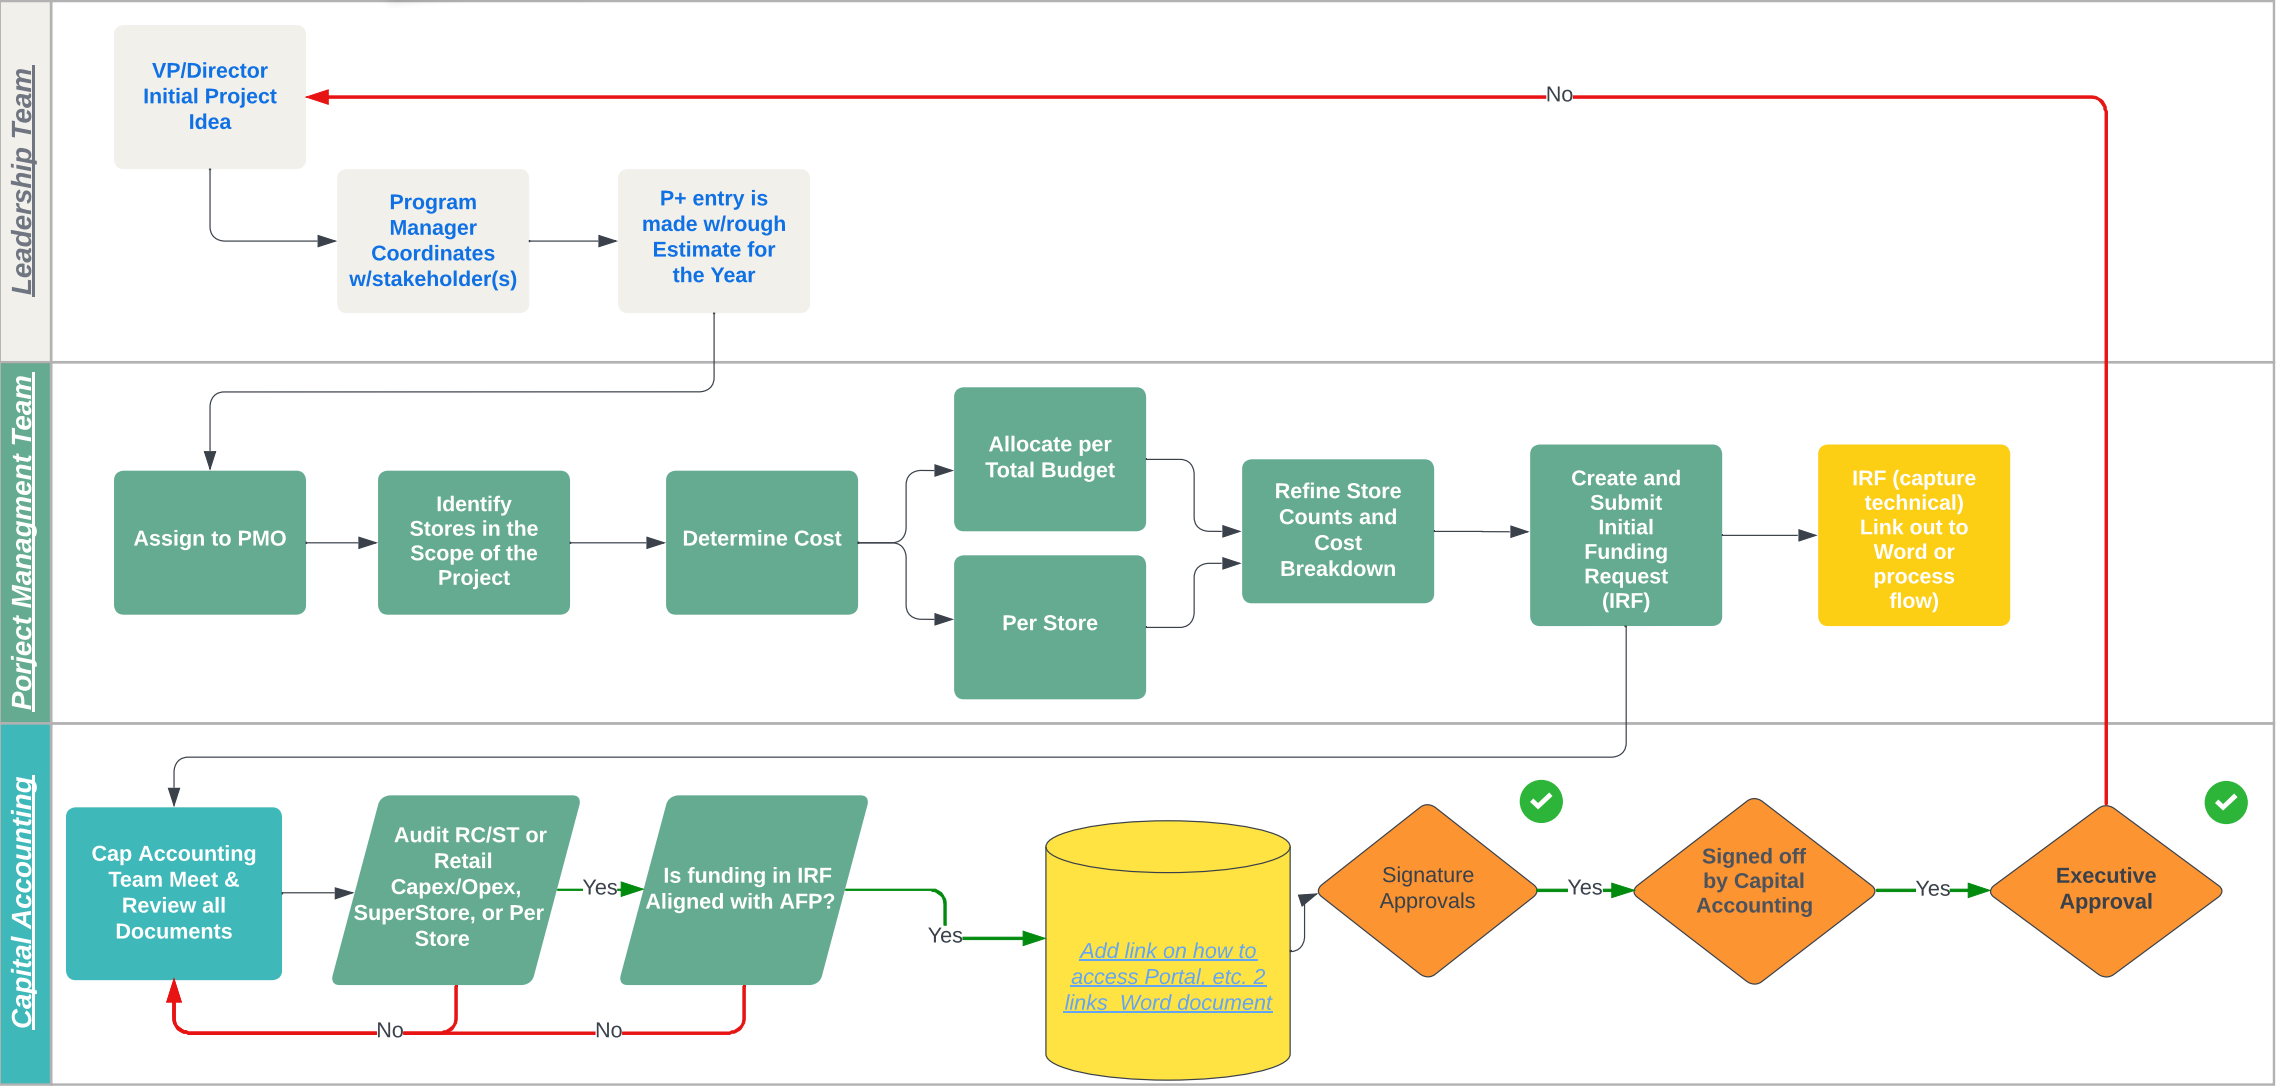 Leadership Team
VP/Director
Initial Project
Idea
No
Program
Manager
Coordinates
w/stakeholder(s)
P+ entry is
made w/rough
Estimate for
the Year
Porject Managment Team
Assign to PMO
Identify
Stores in the
Scope of the
Project
Determine Cost
Allocate per
Total Budget
Per Store
Refine Store
Counts and
Cost
Breakdown
Create and
Submit
Initial
Funding
Request
(IRF)
IRF (capture
technical)
Link out to
Word or
process
flow)
Capital Accounting
Cap Accounting
Team Meet &
Review all
Documents
Audit RC/ST or
Retail
Capex/Opex,
SuperStore, or Per
Store
Yes
Is funding in IRF
Aligned with AFP?
Yes
No
No
Add link on how to
access Portal, etc. 2
links  Word document
Signature
Approvals
Yes
Signed off
by Capital
Accounting
Yes
Executive
Approval